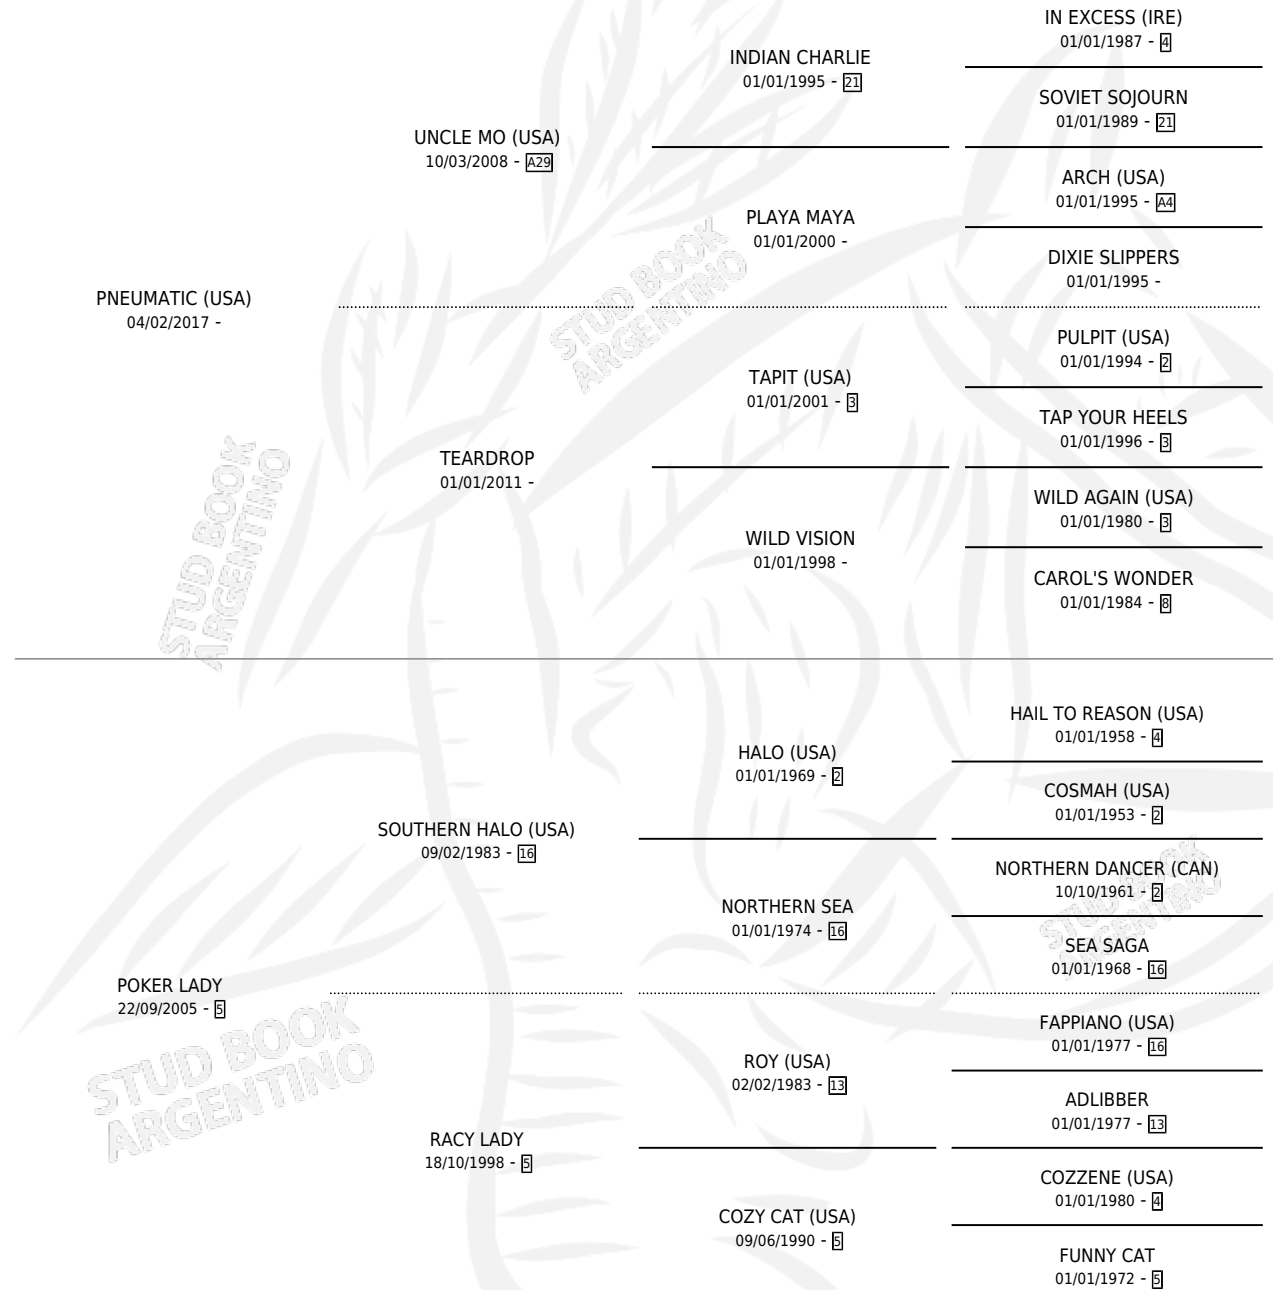 IN EXCESS (IRE)
01/01/1987 - 4
INDIAN CHARLIE
01/01/1995 - 21
SOVIET SOJOURN
01/01/1989 - 21
UNCLE MO (USA)
10/03/2008 - A29
ARCH (USA)
01/01/1995 - A4
PLAYA MAYA
01/01/2000 -
DIXIE SLIPPERS
01/01/1995 -
PNEUMATIC (USA)
04/02/2017 -
STUD BOOK
ARGENTINO
PULPIT (USA)
01/01/1994 - 2
TAPIT (USA)
01/01/2001 - 3
TAP YOUR HEELS
01/01/1996 - 3
TEARDROP
01/01/2011 -
WILD AGAIN (USA)
01/01/1980 - 3
WILD VISION
01/01/1998 -
CAROL'S WONDER
01/01/1984 - 8
STUD BOOK
ARGENTINO
HAIL TO REASON (USA)
01/01/1958 - 4
HALO (USA)
01/01/1969 - 2
COSMAH (USA)
01/01/1953 - 2
SOUTHERN HALO (USA)
09/02/1983 - 16
NORTHERN DANCER (CAN)
10/10/1961 - 2
NORTHERN SEA
01/01/1974 - 16
STUD BOOK
ARGENTINO
SEA SAGA
01/01/1968 - 16
POKER LADY
22/09/2005 - 5
STUD BOOK
ARGENTINO
FAPPIANO (USA)
01/01/1977 - 16
ROY (USA)
02/02/1983 - 13
ADLIBBER
01/01/1977 - 13
RACY LADY
18/10/1998 - 5
COZZENE (USA)
01/01/1980 - 4
COZY CAT (USA)
09/06/1990 - 5
FUNNY CAT
01/01/1972 - 5